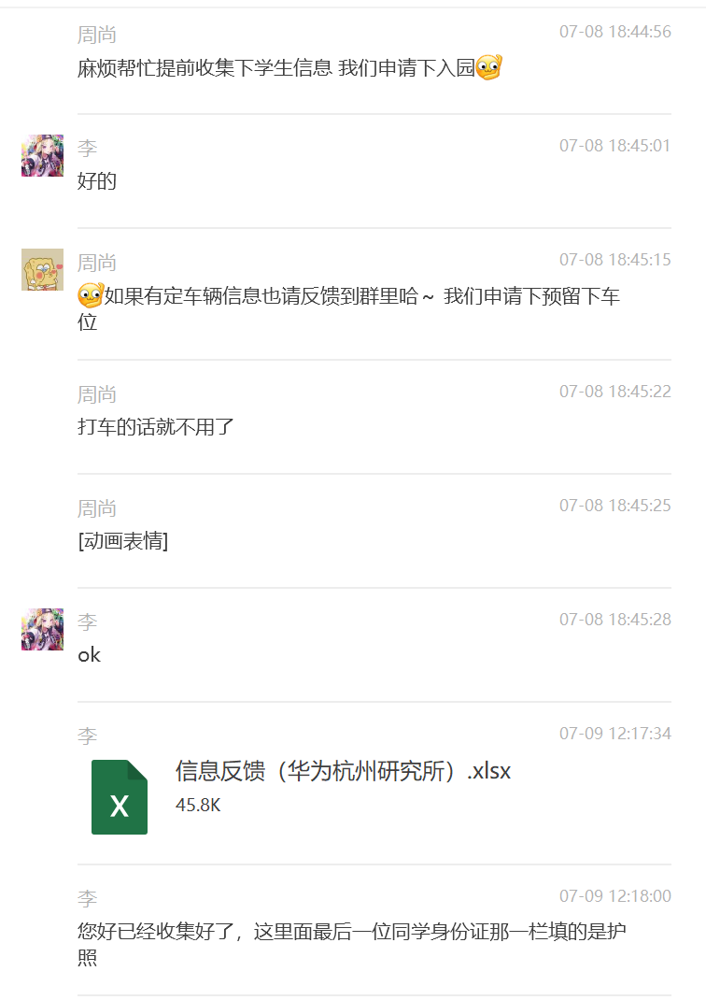 周尚 07-08 18:44:56
麻烦帮忙提前收集下学生信息 我们申请下入园
李 07-08 18:45:01
好的
周尚 07-08 18:45:15
如果有定车辆信息也请反馈到群里哈~ 我们申请下预留下车
位
周尚 07-08 18:45:22
打车的话就不用了
周尚 07-08 18:45:25
[动画表情]
李 07-08 18:45:28
ok
李 07-09 12:17:34
信息反馈（华为杭州研究所）.xlsx
X
45.8K
李 07-09 12:18:00
您好已经收集好了，这里面最后一位同学身份证那一栏填的是护
照